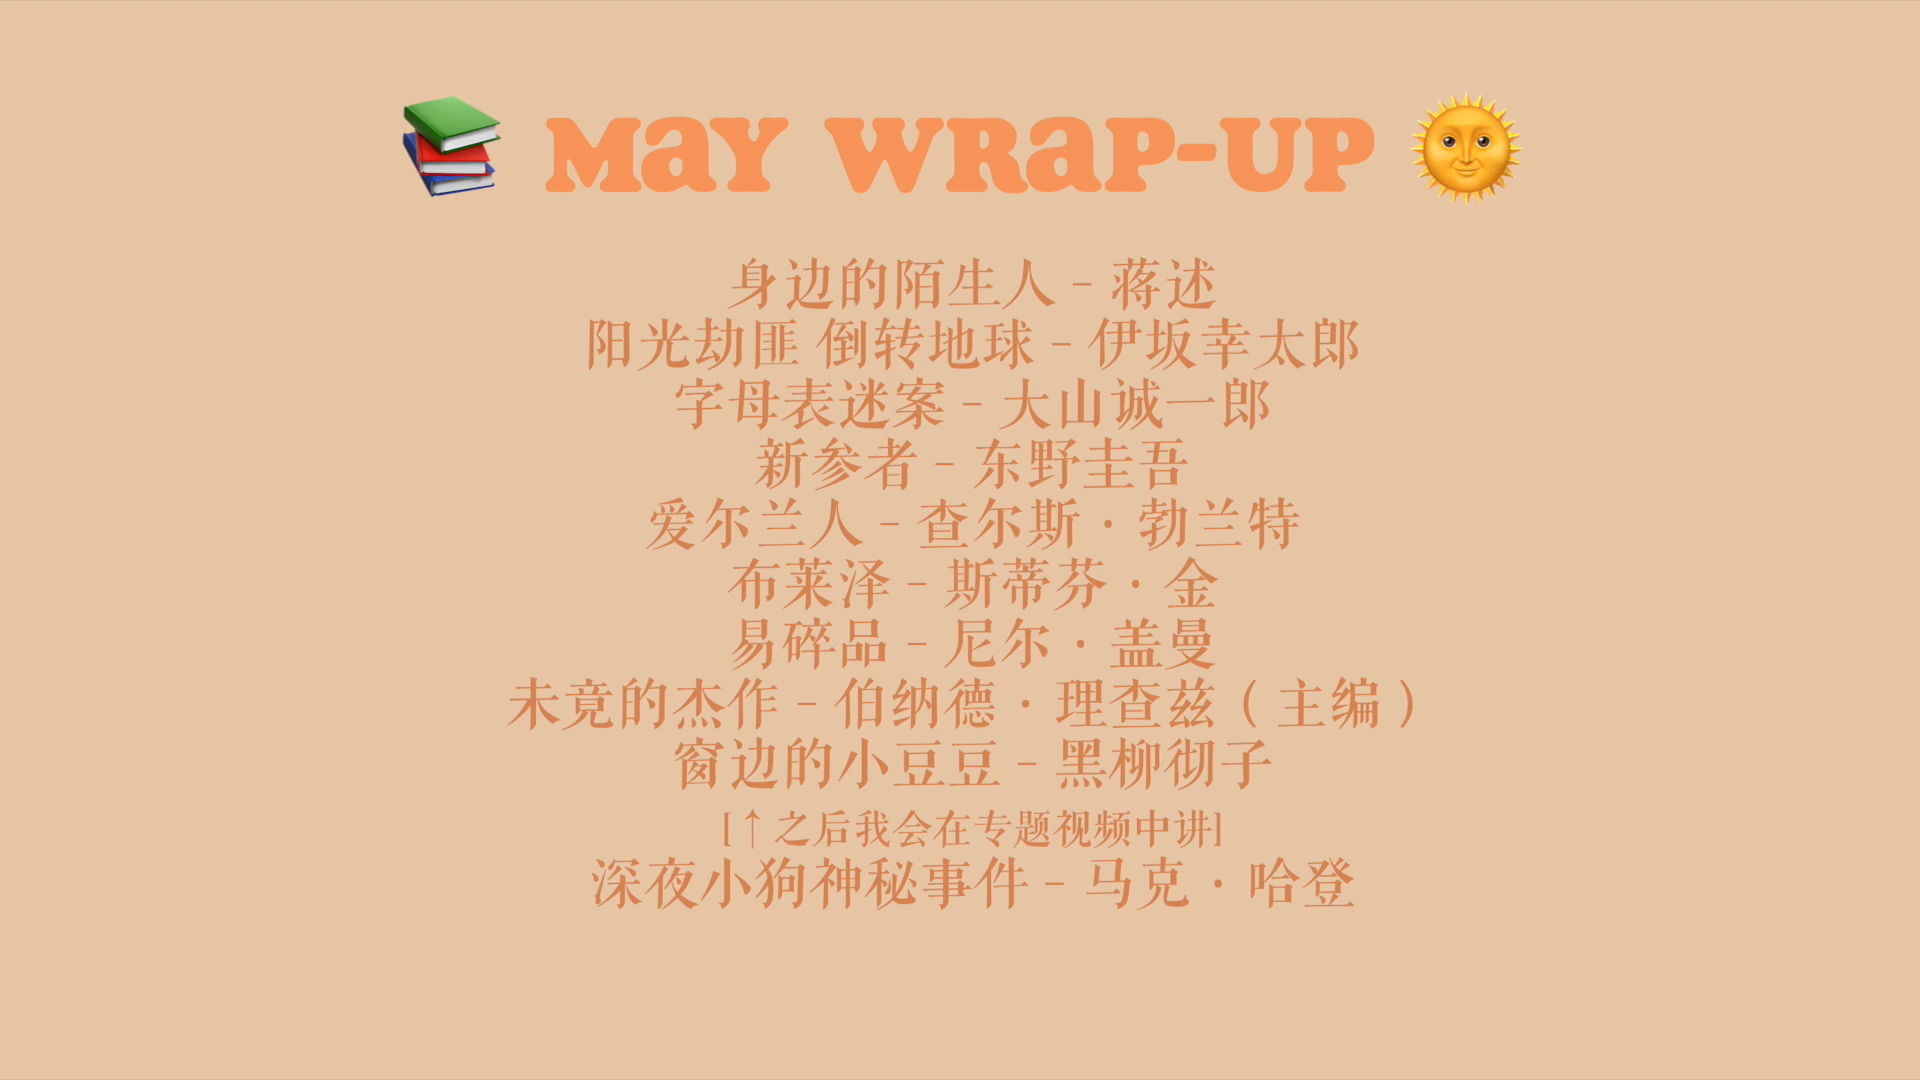 MAY WRAP-UP
身边的陌生人 - 蒋述
阳光劫匪 倒转地球 - 伊坂幸太郎
字母表迷案 - 大山诚一郎
新参者 - 东野圭吾
爱尔兰人 - 查尔斯·勃兰特
布莱泽 - 斯蒂芬·金
易碎品 - 尼尔·盖曼
未竟的杰作 - 伯纳德·理查兹（主编）
窗边的小豆豆 - 黑柳彻子
[↑之后我会在专题视频中讲]
深夜小狗神秘事件 - 马克·哈登